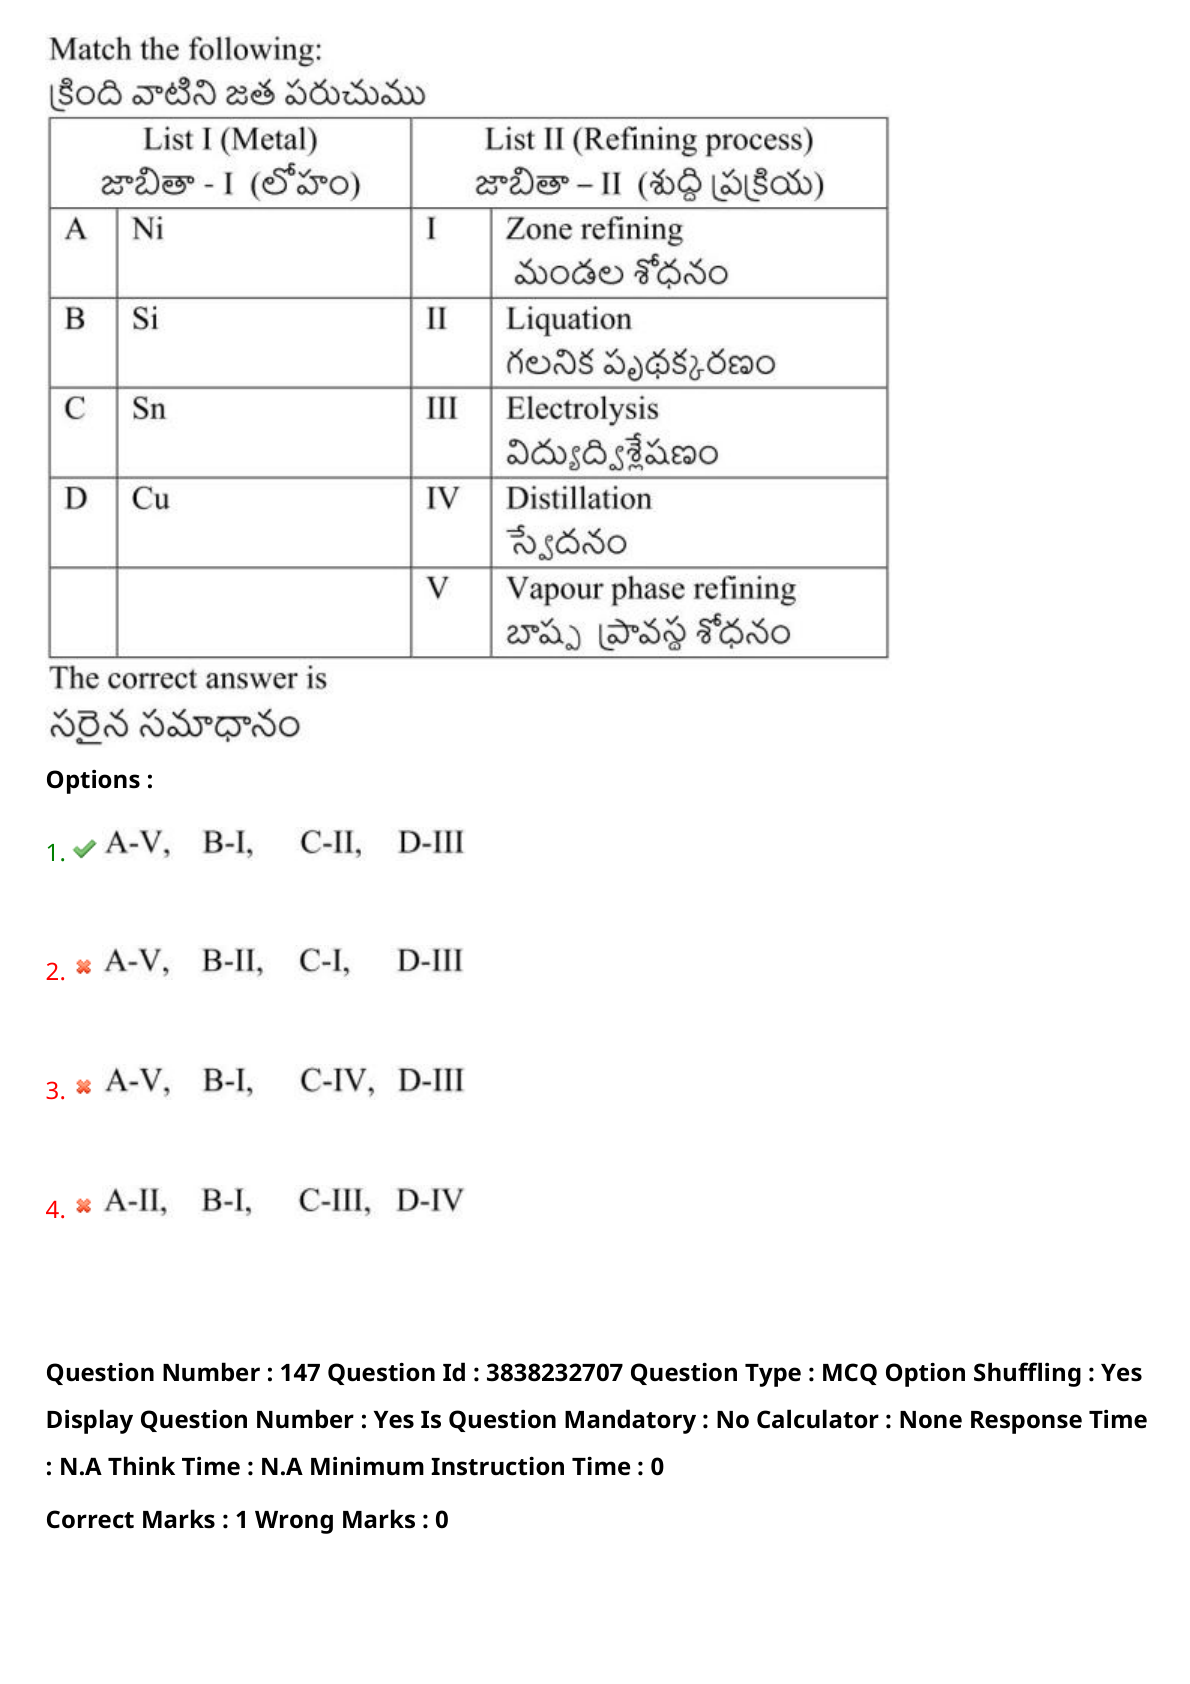 Match the following:
క్రింది వాటిని జత పరుచుము
List I (Metal) List II (Refining process)
జాబితా - I (లోహం) జాబితా – II (శుద్ది ప్రక్రియ)
A Ni I Zone refining
మండల శోధనం
B Si II Liquation
గలనిక పృథక్కరణం
C Sn III Electrolysis
విద్యుద్విశ్లేషణం
D Cu IV Distillation
స్వేదనం
V Vapour phase refining
బాష్ప ప్రావస్థ శోధనం
The correct answer is
సరైన సమాధానం
Options :
1. A-V, B-I, C-II, D-III
2. A-V, B-II, C-I, D-III
3. A-V, B-I, C-IV, D-III
4. A-II, B-I, C-III, D-IV
Question Number : 147 Question Id : 3838232707 Question Type : MCQ Option Shuffling : Yes
Display Question Number : Yes Is Question Mandatory : No Calculator : None Response Time
: N.A Think Time : N.A Minimum Instruction Time : 0
Correct Marks : 1 Wrong Marks : 0